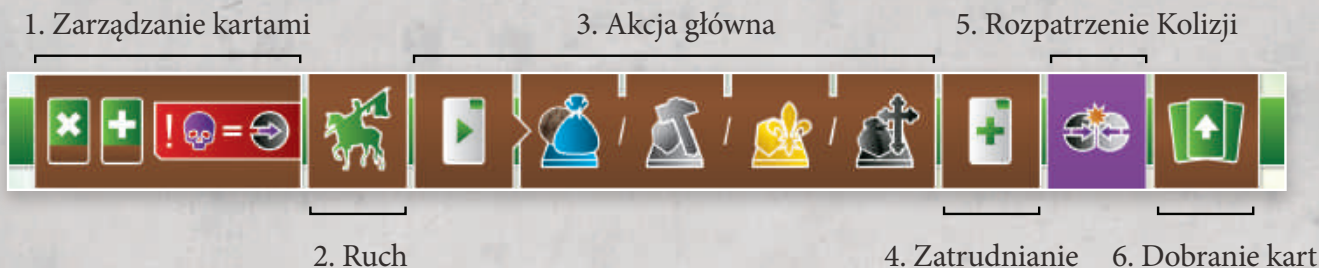 1. Zarządzanie kartami
3. Akcja główna
5. Rozpatrzenie Kolizji
! = 
/ / /
2. Ruch
4. Zatrudnianie
6. Dobranie kart